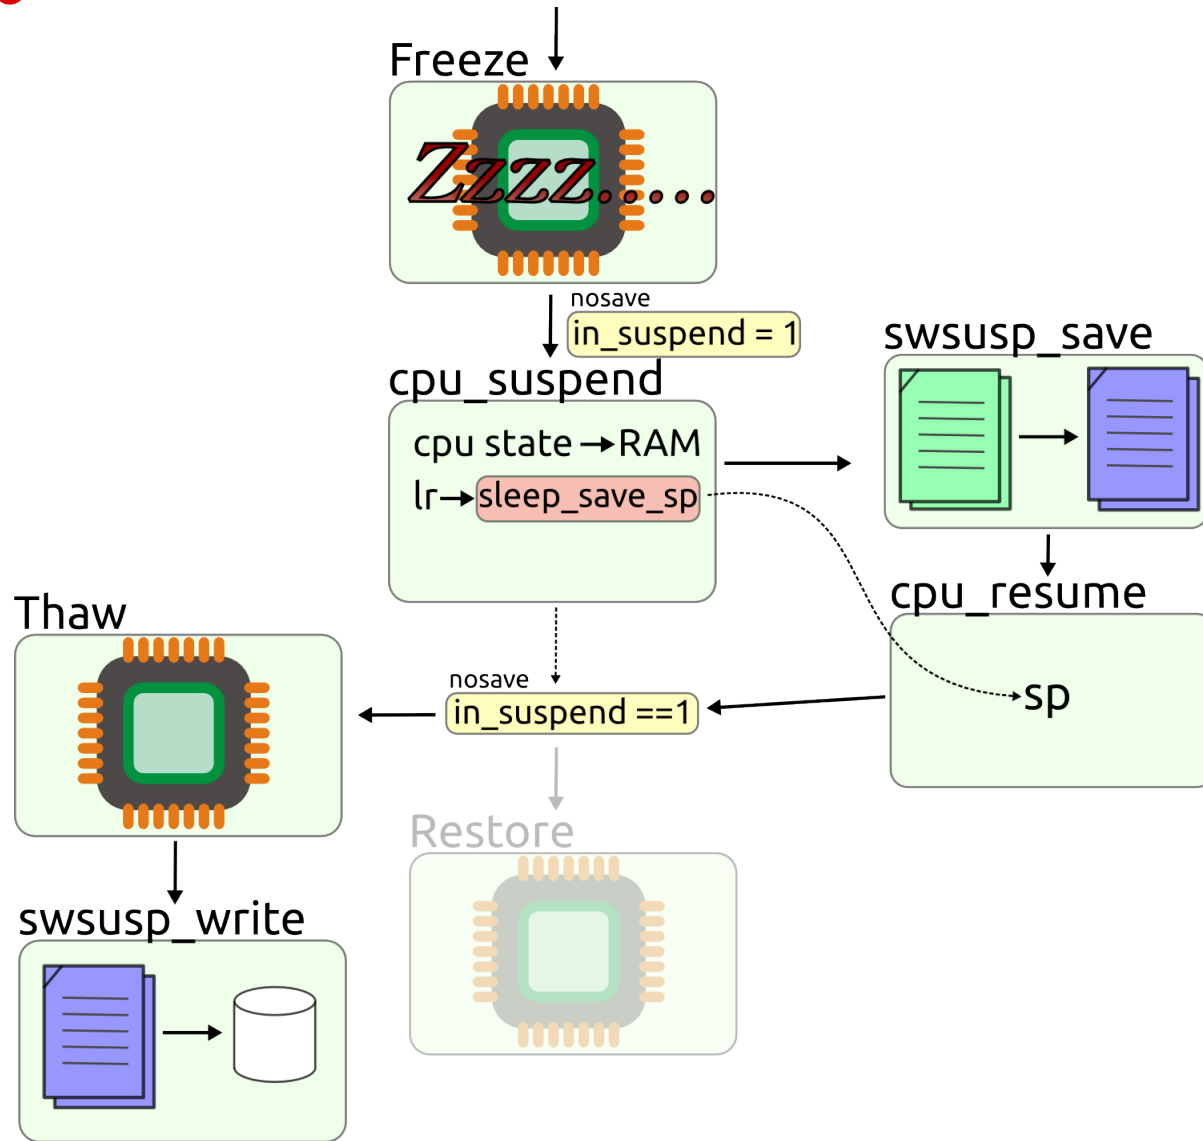 Freeze
Zzzz.....
nosave
in_suspend = 1
cpu_suspend
cpu state RAM
lr sleep_save_sp
swsusp_save
cpu_resume
sp
Thaw
nosave
in_suspend ==1
Restore
swsusp_write